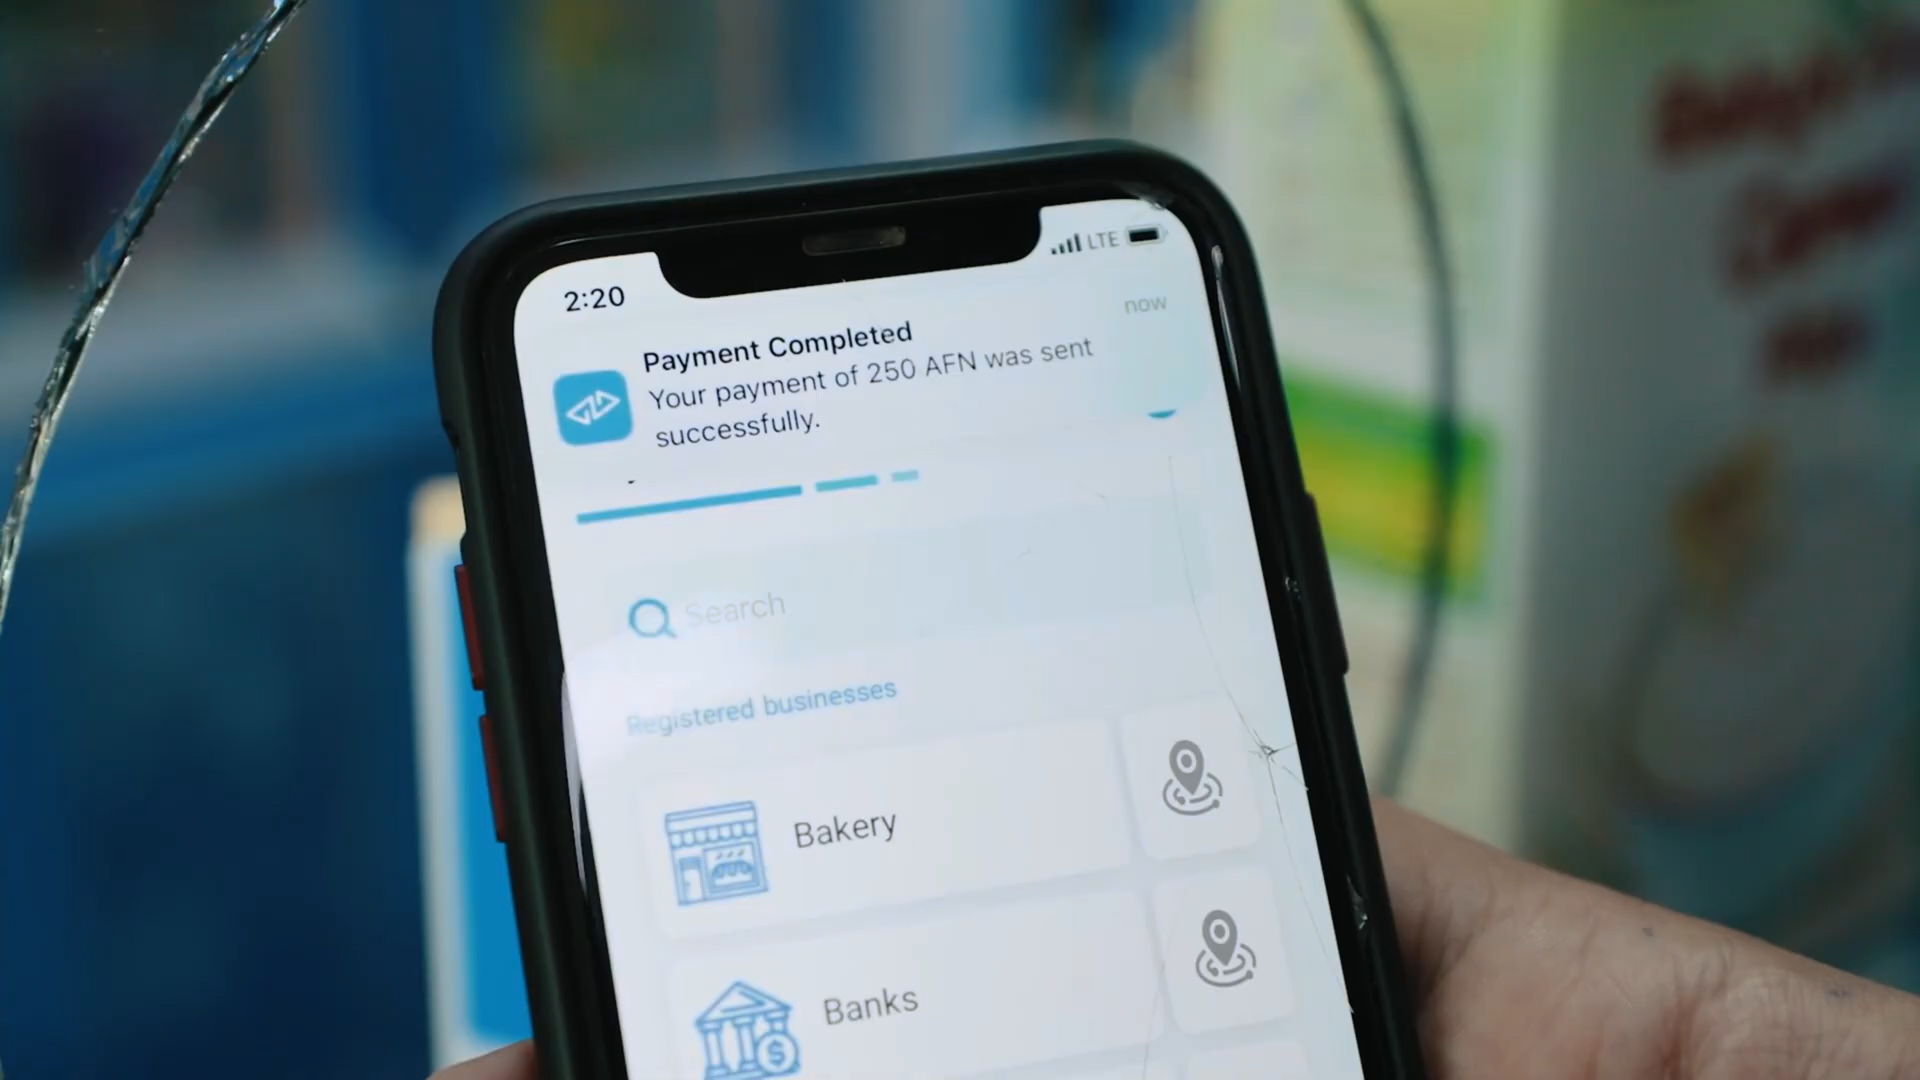 2:20
LTE
Payment Completed
now
Your payment of 250 AFN was sent
successfully.
Search
Registered businesses
Bakery
Banks